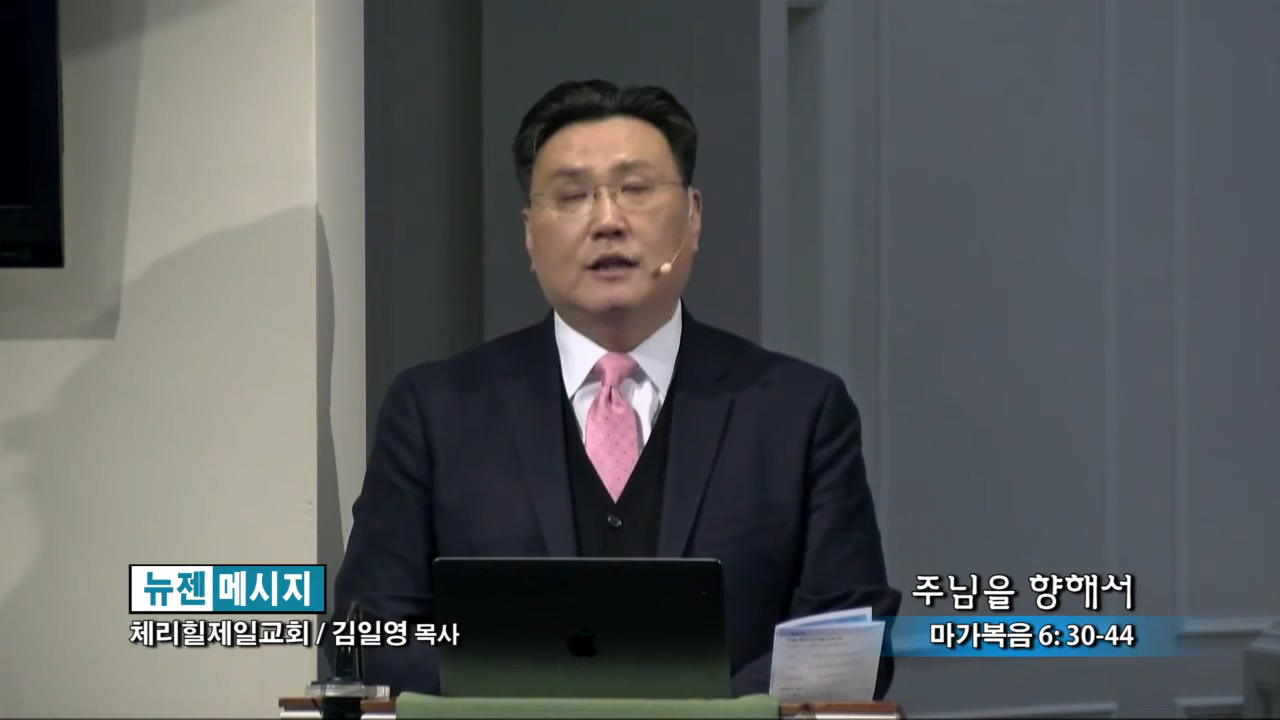 뉴젠 메시지
체리힐제일교회 / 김일영 목사
주님을 향해서
마가복음 6: 30-44